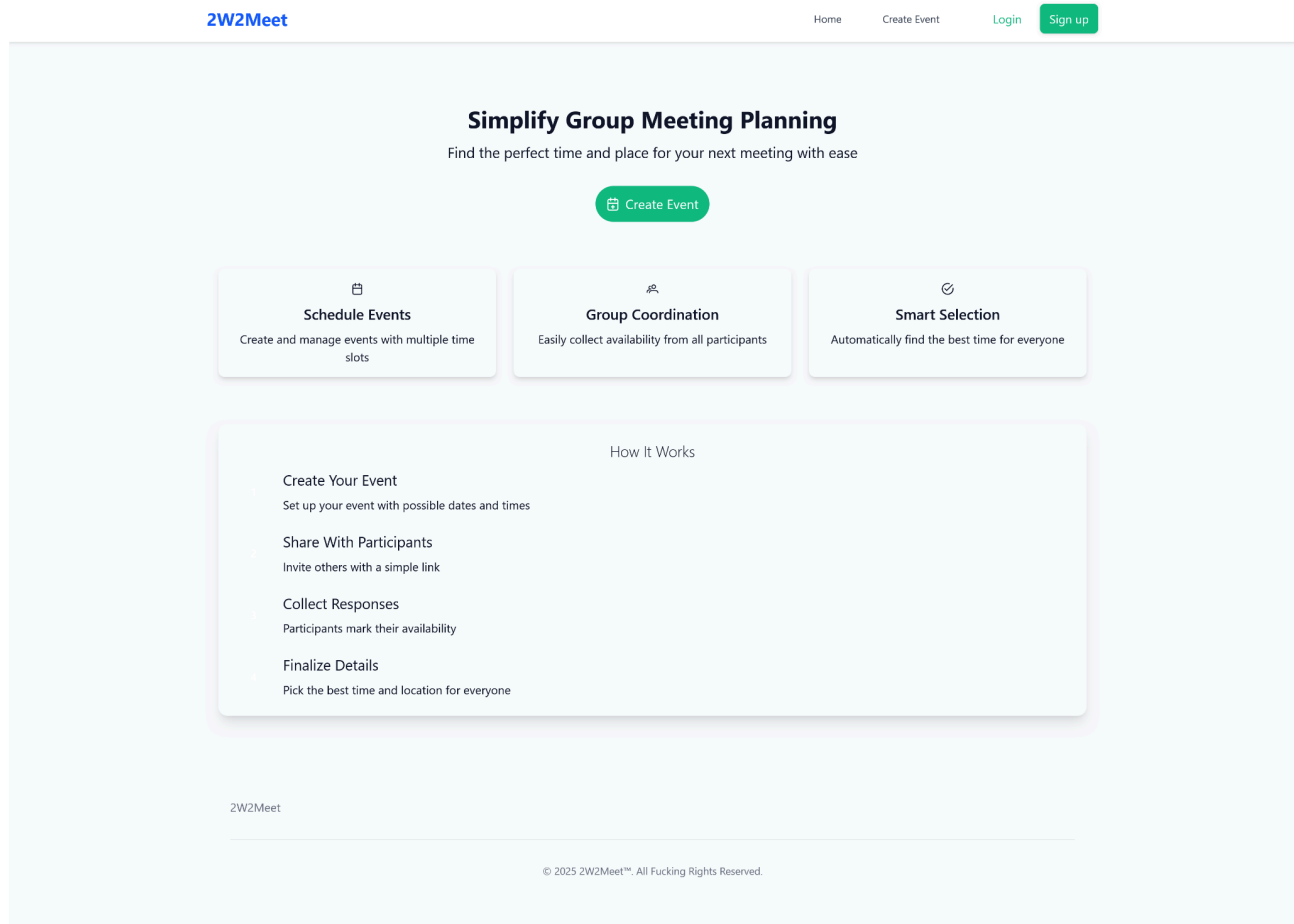 2W2Meet
Home
Create Event
Login
Sign up
Simplify Group Meeting Planning
Find the perfect time and place for your next meeting with ease
Create Event
Schedule Events
Create and manage events with multiple time
slots
Group Coordination
Easily collect availability from all participants
Smart Selection
Automatically find the best time for everyone
How It Works
Create Your Event
Set up your event with possible dates and times
Share With Participants
Invite others with a simple link
Collect Responses
Participants mark their availability
Finalize Details
Pick the best time and location for everyone
2W2Meet
© 2025 2W2Meet™. All Fucking Rights Reserved.